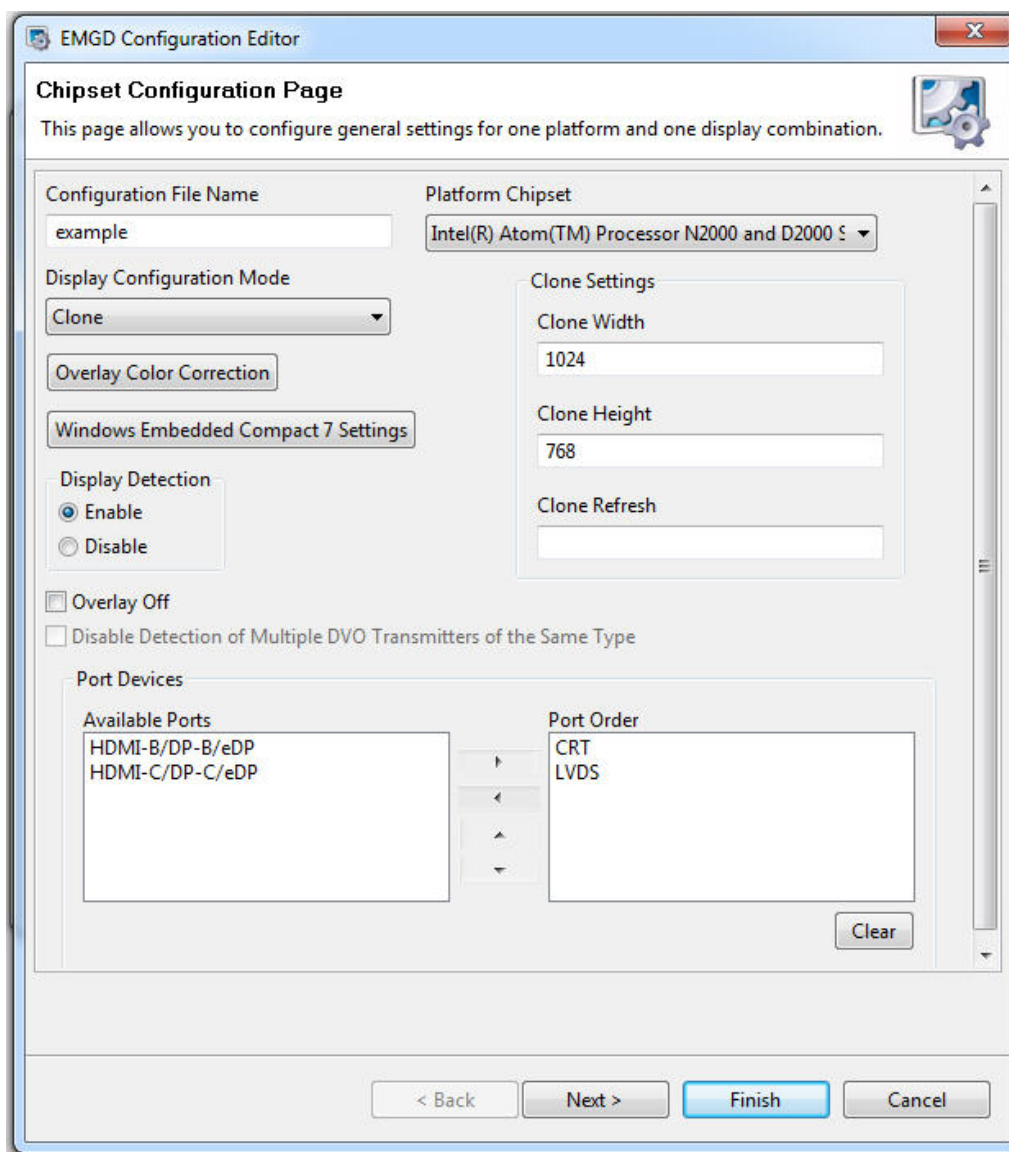 EMGD Configuration Editor
Chipset Configuration Page
This page allows you to configure general settings for one platform and one display combination.
Configuration File Name
example
Platform Chipset
Intel(R) Atom(TM) Processor N2000 and D2000 S
Display Configuration Mode
Clone
Overlay Color Correction
Windows Embedded Compact 7 Settings
Display Detection
Enable
Disable
Clone Settings
Clone Width
1024
Clone Height
768
Clone Refresh
Overlay Off
Disable Detection of Multiple DVO Transmitters of the Same Type
Port Devices
Available Ports
HDMI-B/DP-B/eDP
HDMI-C/DP-C/eDP
Port Order
CRT
LVDS
Clear
< Back
Next >
Finish
Cancel